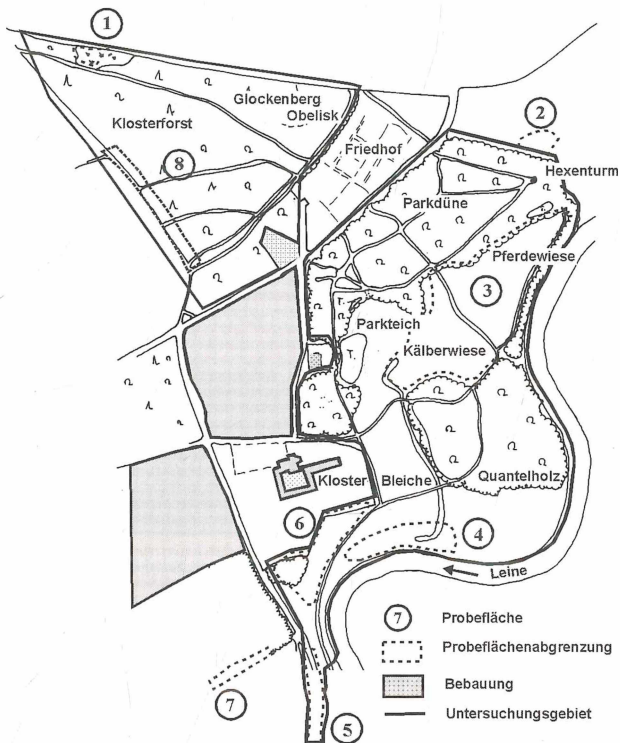 1
Glockenberg
Obelisk
Klosterforst
Friedhof
2
Hexenturm
8
Parkdüne
Pferdewiese
3
Parkteich
Kälberwiese
Kloster
Bleiche
Quantelholz
6
4
Leine
7 Probefläche
Probeflächenabgrenzung
Bebauung
Untersuchungsgebiet
7
5